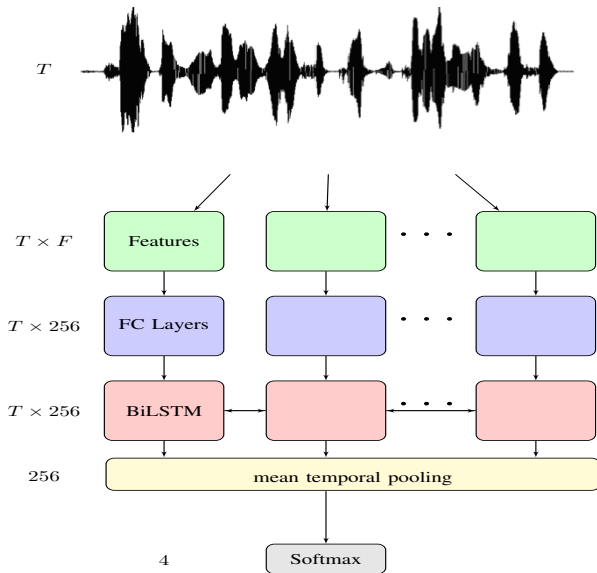 T
T × F Features
T × 256 FC Layers
T × 256 BiLSTM
256 mean temporal pooling
4 Softmax